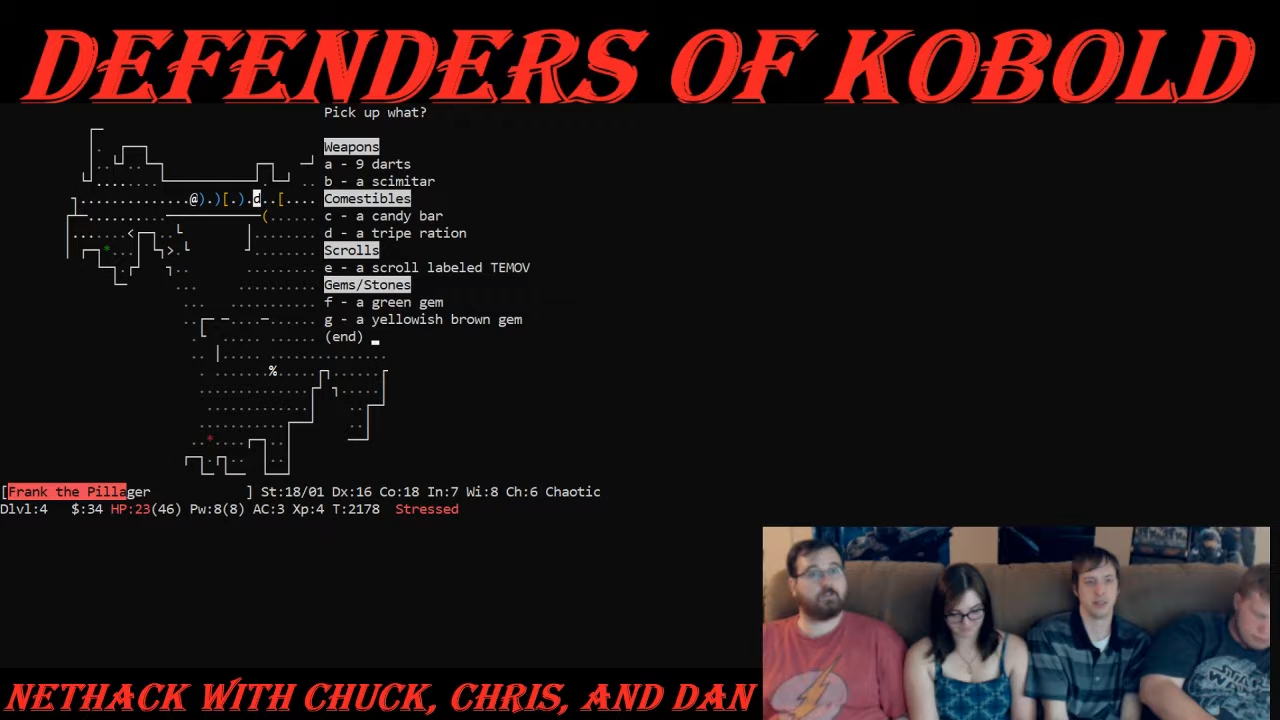 DEFENDERS OF KOBOLD
Pick up what?
Weapons
a - 9 darts
b - a scimitar
Comestibles
c - a candy bar
d - a tripe ration
Scrolls
e - a scroll labeled TEMOV
Gems/Stones
f - a green gem
g - a yellowish brown gem
(end)
[Frank the Pillager ] St:18/01 Dx:16 Co:18 In:7 Wi:8 Ch:6 Chaotic
Dlvl:4 $:34 HP:23(46) Pw:8(8) AC:3 Xp:4 T:2178 Stressed
STAR
WARS
NETHACK WITH CHUCK, CHRIS, AND DAN